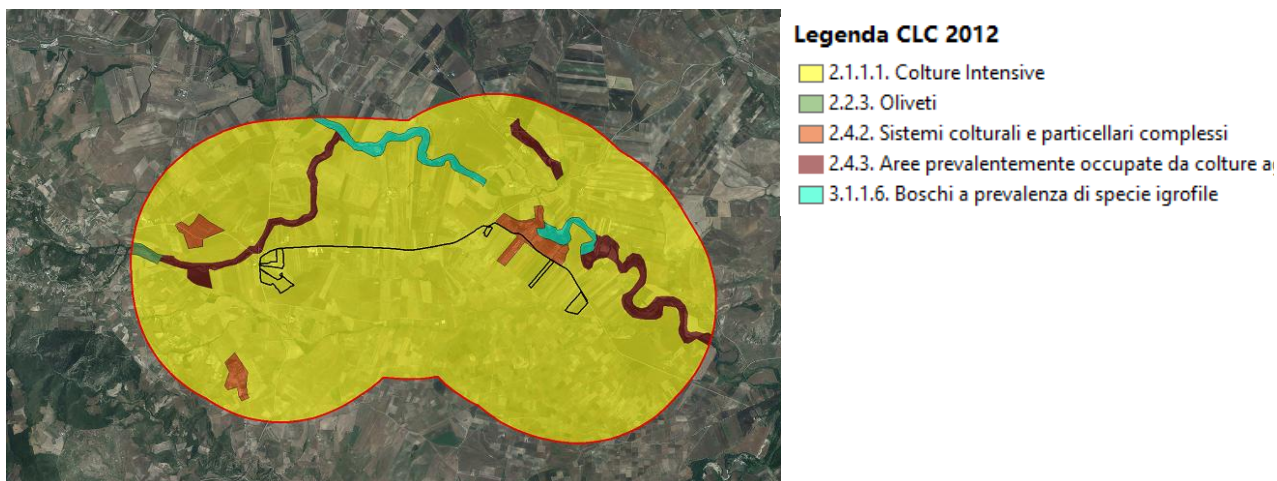 Legenda CLC 2012
2.1.1.1. Colture Intensive
2.2.3. Oliveti
2.4.2. Sistemi colturali e particellari complessi
2.4.3. Aree prevalentemente occupate da colture
3.1.1.6. Boschi a prevalenza di specie igrofile